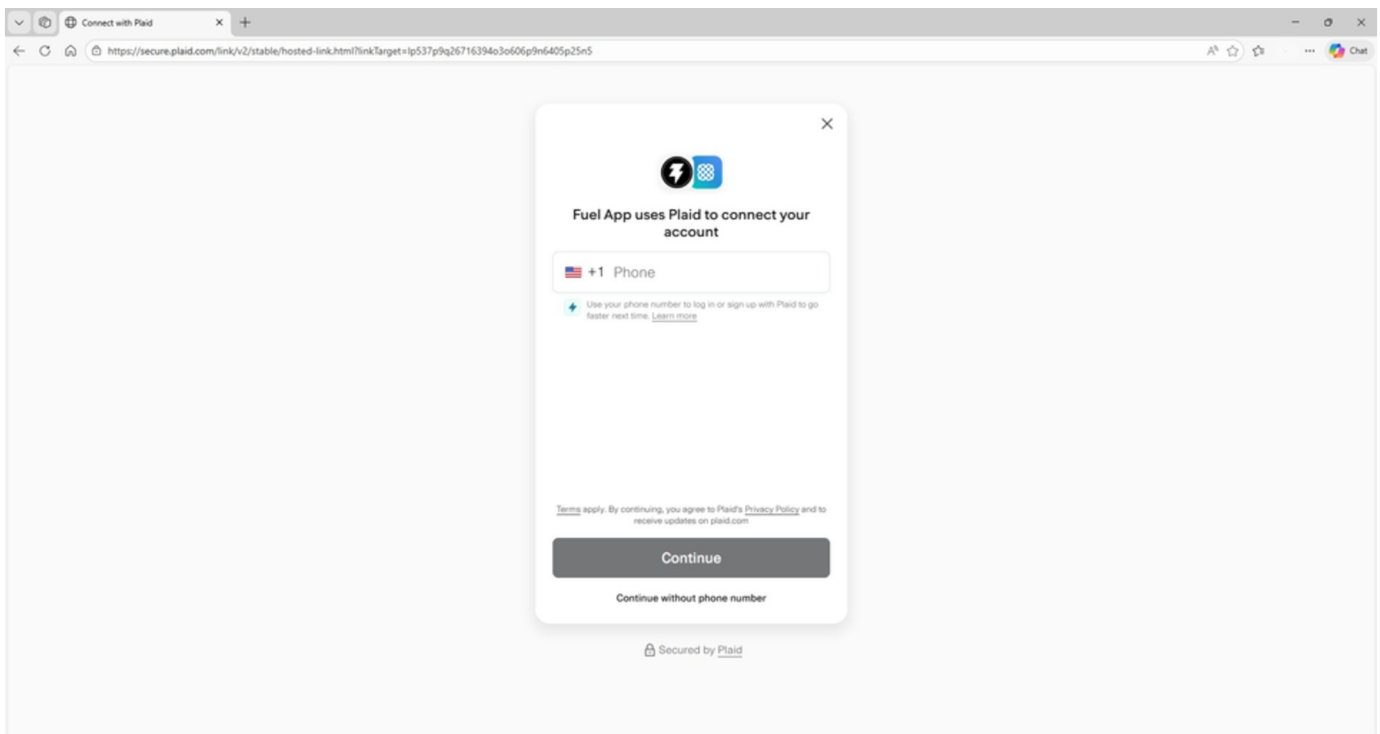 Connect with Plaid
https://secure.plaid.com/link/v2/stable/hosted-link.html?linkTarget=lp537p9q26716394o3o606p9n6405p25n5
Chat
Fuel App uses Plaid to connect your
account
+1 Phone
Use your phone number to log in or sign up with Plaid to go
faster next time. Learn more
Terms apply. By continuing, you agree to Plaid's Privacy Policy and to
receive updates on plaid.com
Continue
Continue without phone number
Secured by Plaid